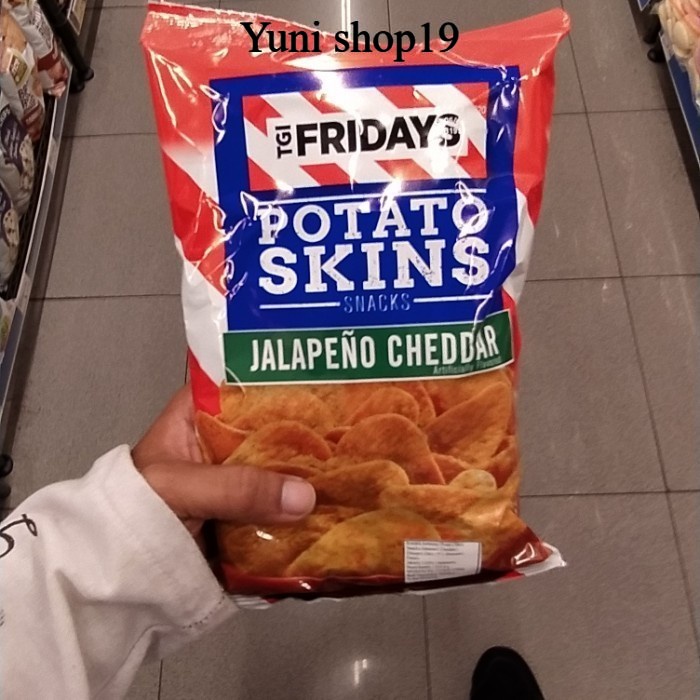 Yuni shop19
TGI FRIDAYS
POTATO
SKINS
SNACKS
JALAPEÑO CHEDDAR
Artificially Flavored